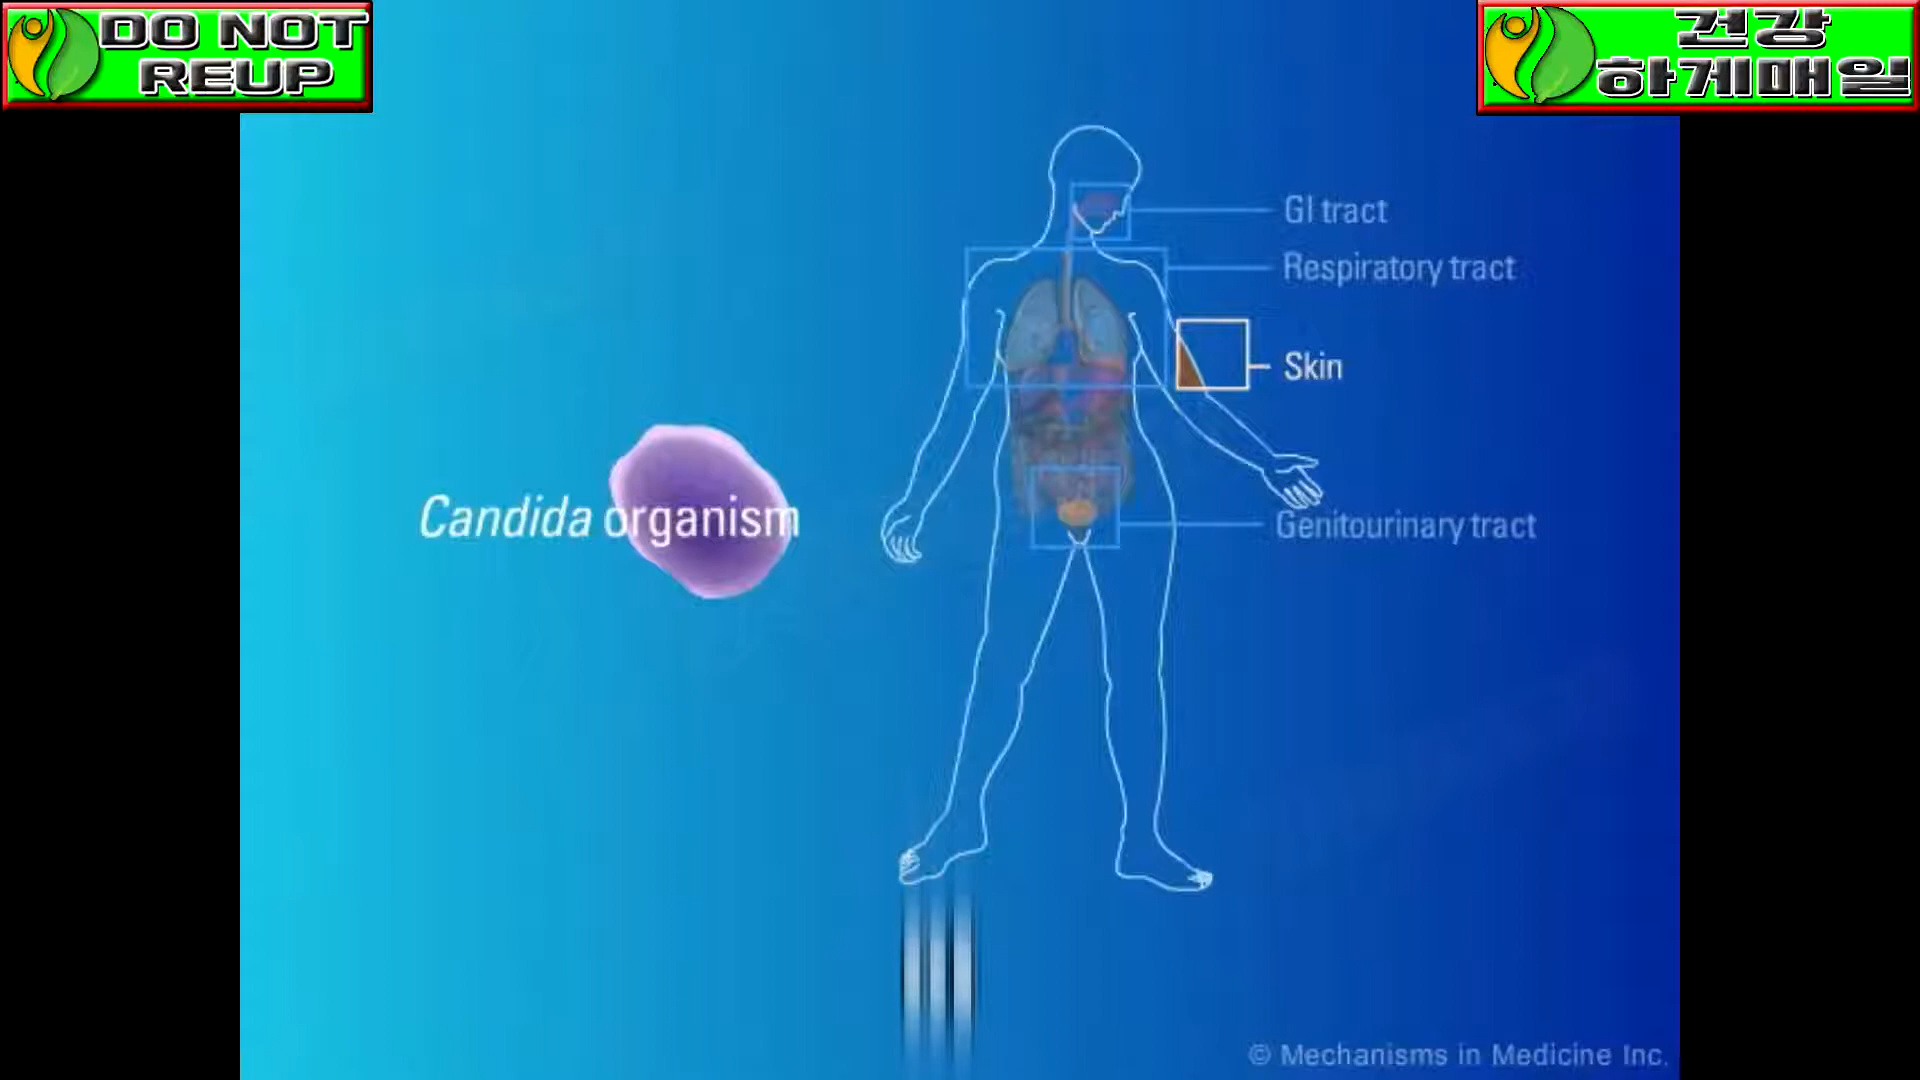 DO NOT
REUP
건강
하게매일
GI tract
Respiratory tract
Skin
Candida organism
Genitourinary tract
© Mechanisms in Medicine Inc.